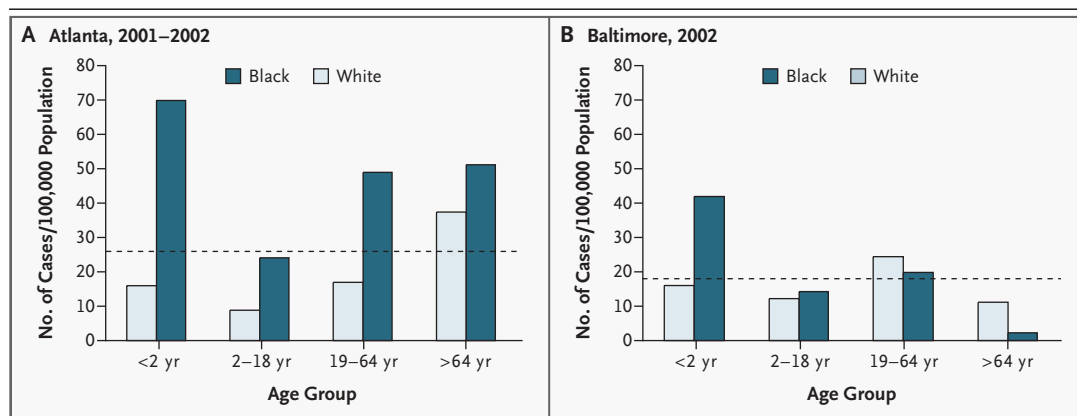 A Atlanta, 2001–2002
No. of Cases/100,000 Population
80
70
60
50
40
30
20
10
0
Black
White
<2 yr
2–18 yr
19–64 yr
>64 yr
Age Group
B Baltimore, 2002
No. of Cases/100,000 Population
80
70
60
50
40
30
20
10
0
Black
White
<2 yr
2–18 yr
19–64 yr
>64 yr
Age Group